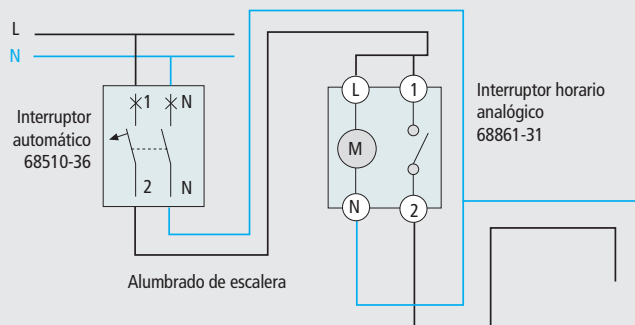 L
N
Interruptor
automático
68510-36
1 N
2 N
L 1
M
N 2
Interruptor horario
analógico
68861-31
Alumbrado de escalera